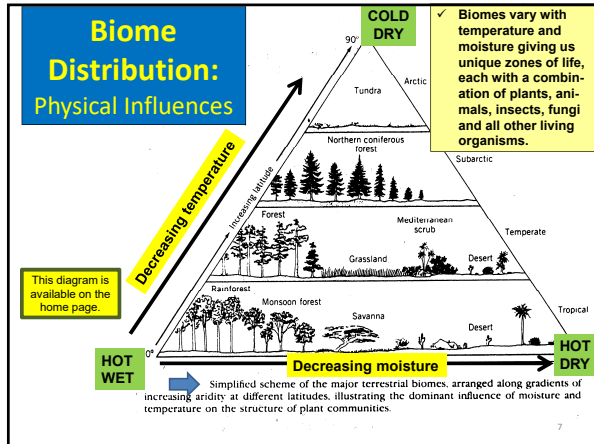 Biome
Distribution:
Physical Influences
COLD
DRY
✓ Biomes vary with
temperature and
moisture giving us
unique zones of life,
each with a combin-
ation of plants, ani-
mals, insects, fungi
and all other living
organisms.
90°
Arctic
Tundra
Northern coniferous
forest
Subarctic
Decreasing temperature
Increasing latitude
Forest
Mediterranean
scrub
Temperate
Grassland
Desert
This diagram is
available on the
home page.
Rainforest
Monsoon forest
Savanna
Desert
Tropical
0°
HOT
WET
Decreasing moisture
HOT
DRY
Simplified scheme of the major terrestrial biomes, arranged along gradients of
increasing aridity at different latitudes, illustrating the dominant influence of moisture and
temperature on the structure of plant communities.
7